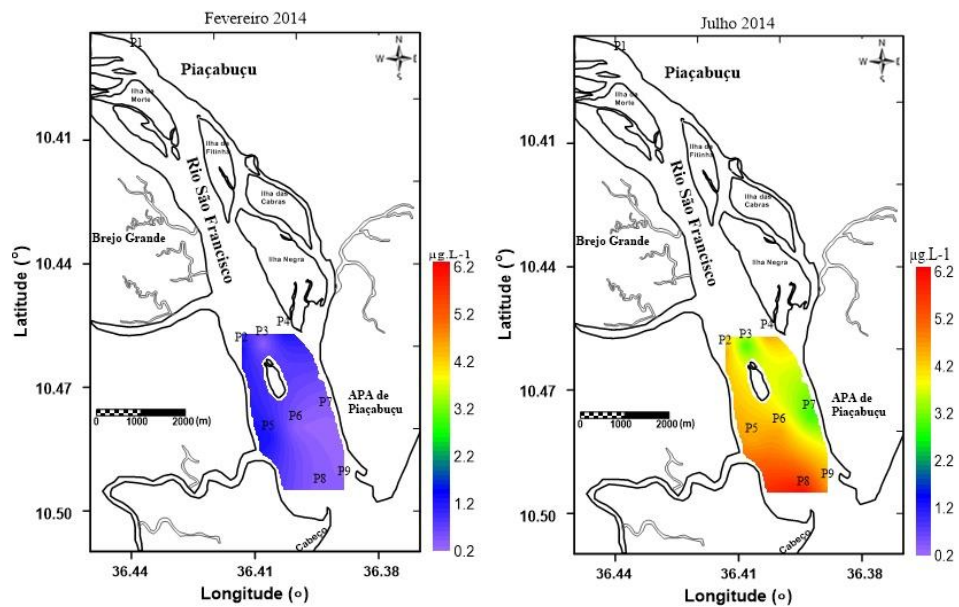 Fevereiro 2014
P1
Piaçabuçu
N
W
E
S
Ilha da
Morte
10.41
Ilha da
Fitinha
Ilha das
Cabras
Rio São Francisco
Brejo Grande
Ilha Negra
10.44
Latitude (°)
P2
P3
P4
10.47
APA de
Piaçabuçu
P7
P6
P5
0
1000
2000 (m)
P8
P9
10.50
Cabeço
36.44
36.41
36.38
Longitude (o)
µg.L-1
6.2
5.2
4.2
3.2
2.2
1.2
0.2
Julho 2014
P1
Piaçabuçu
N
W
E
S
Ilha da
Morte
10.41
Ilha da
Fitinha
Ilha das
Cabras
Rio São Francisco
Brejo Grande
Ilha Negra
10.44
Latitude (°)
P2
P3
P4
10.47
APA de
Piaçabuçu
P7
P6
P5
0
1000
2000 (m)
P8
P9
10.50
Cabeço
36.44
36.41
36.38
Longitude (o)
µg.L-1
6.2
5.2
4.2
3.2
2.2
1.2
0.2